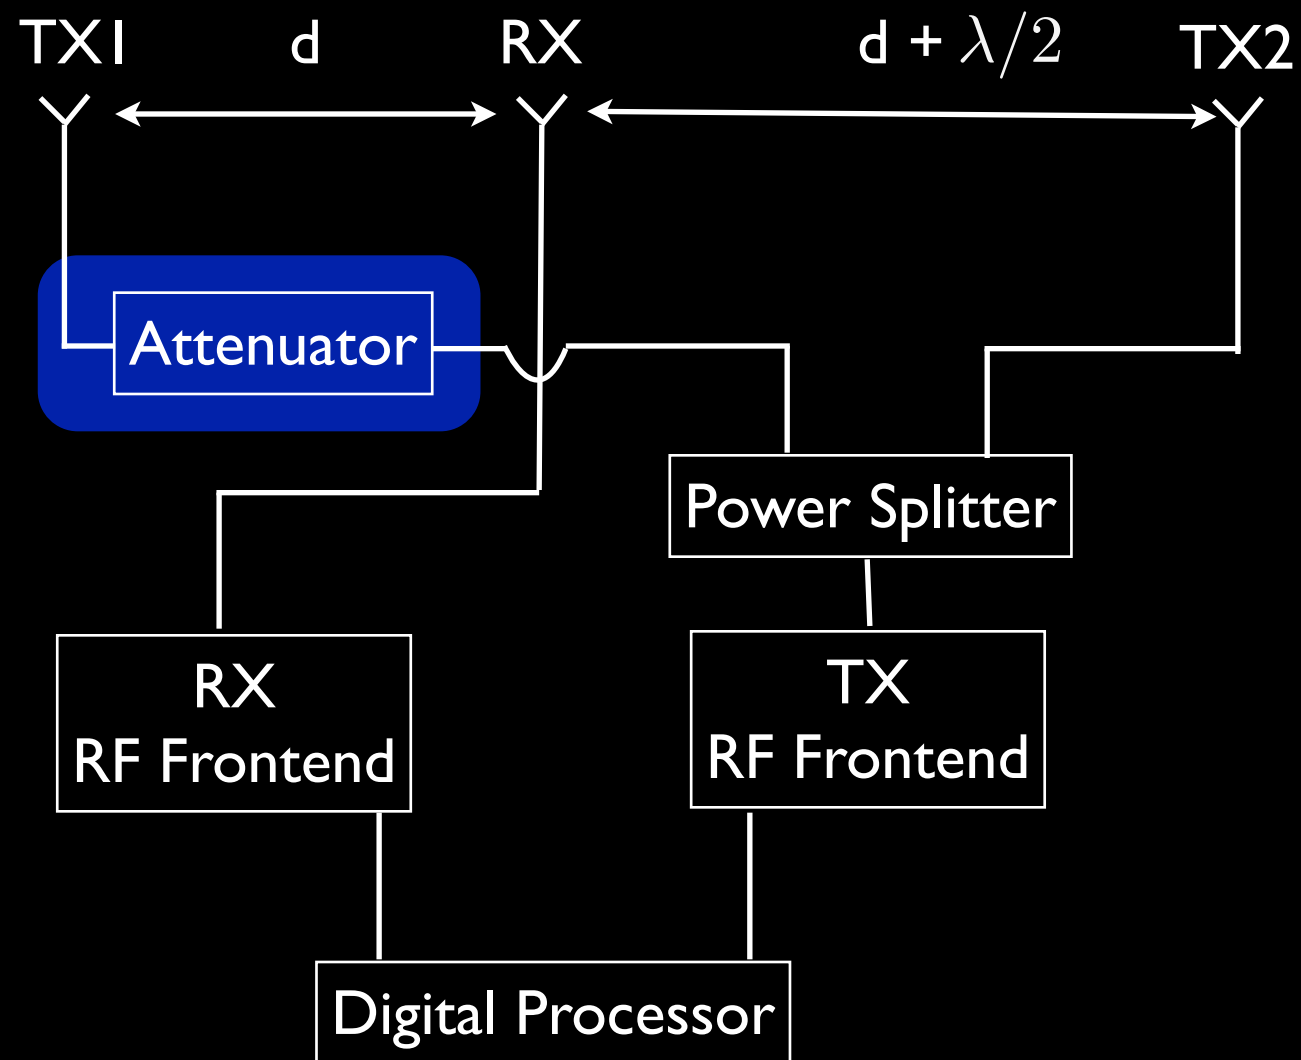 TX1
d
RX
d + λ/2
TX2
Attenuator
Power Splitter
RX
RF Frontend
TX
RF Frontend
Digital Processor